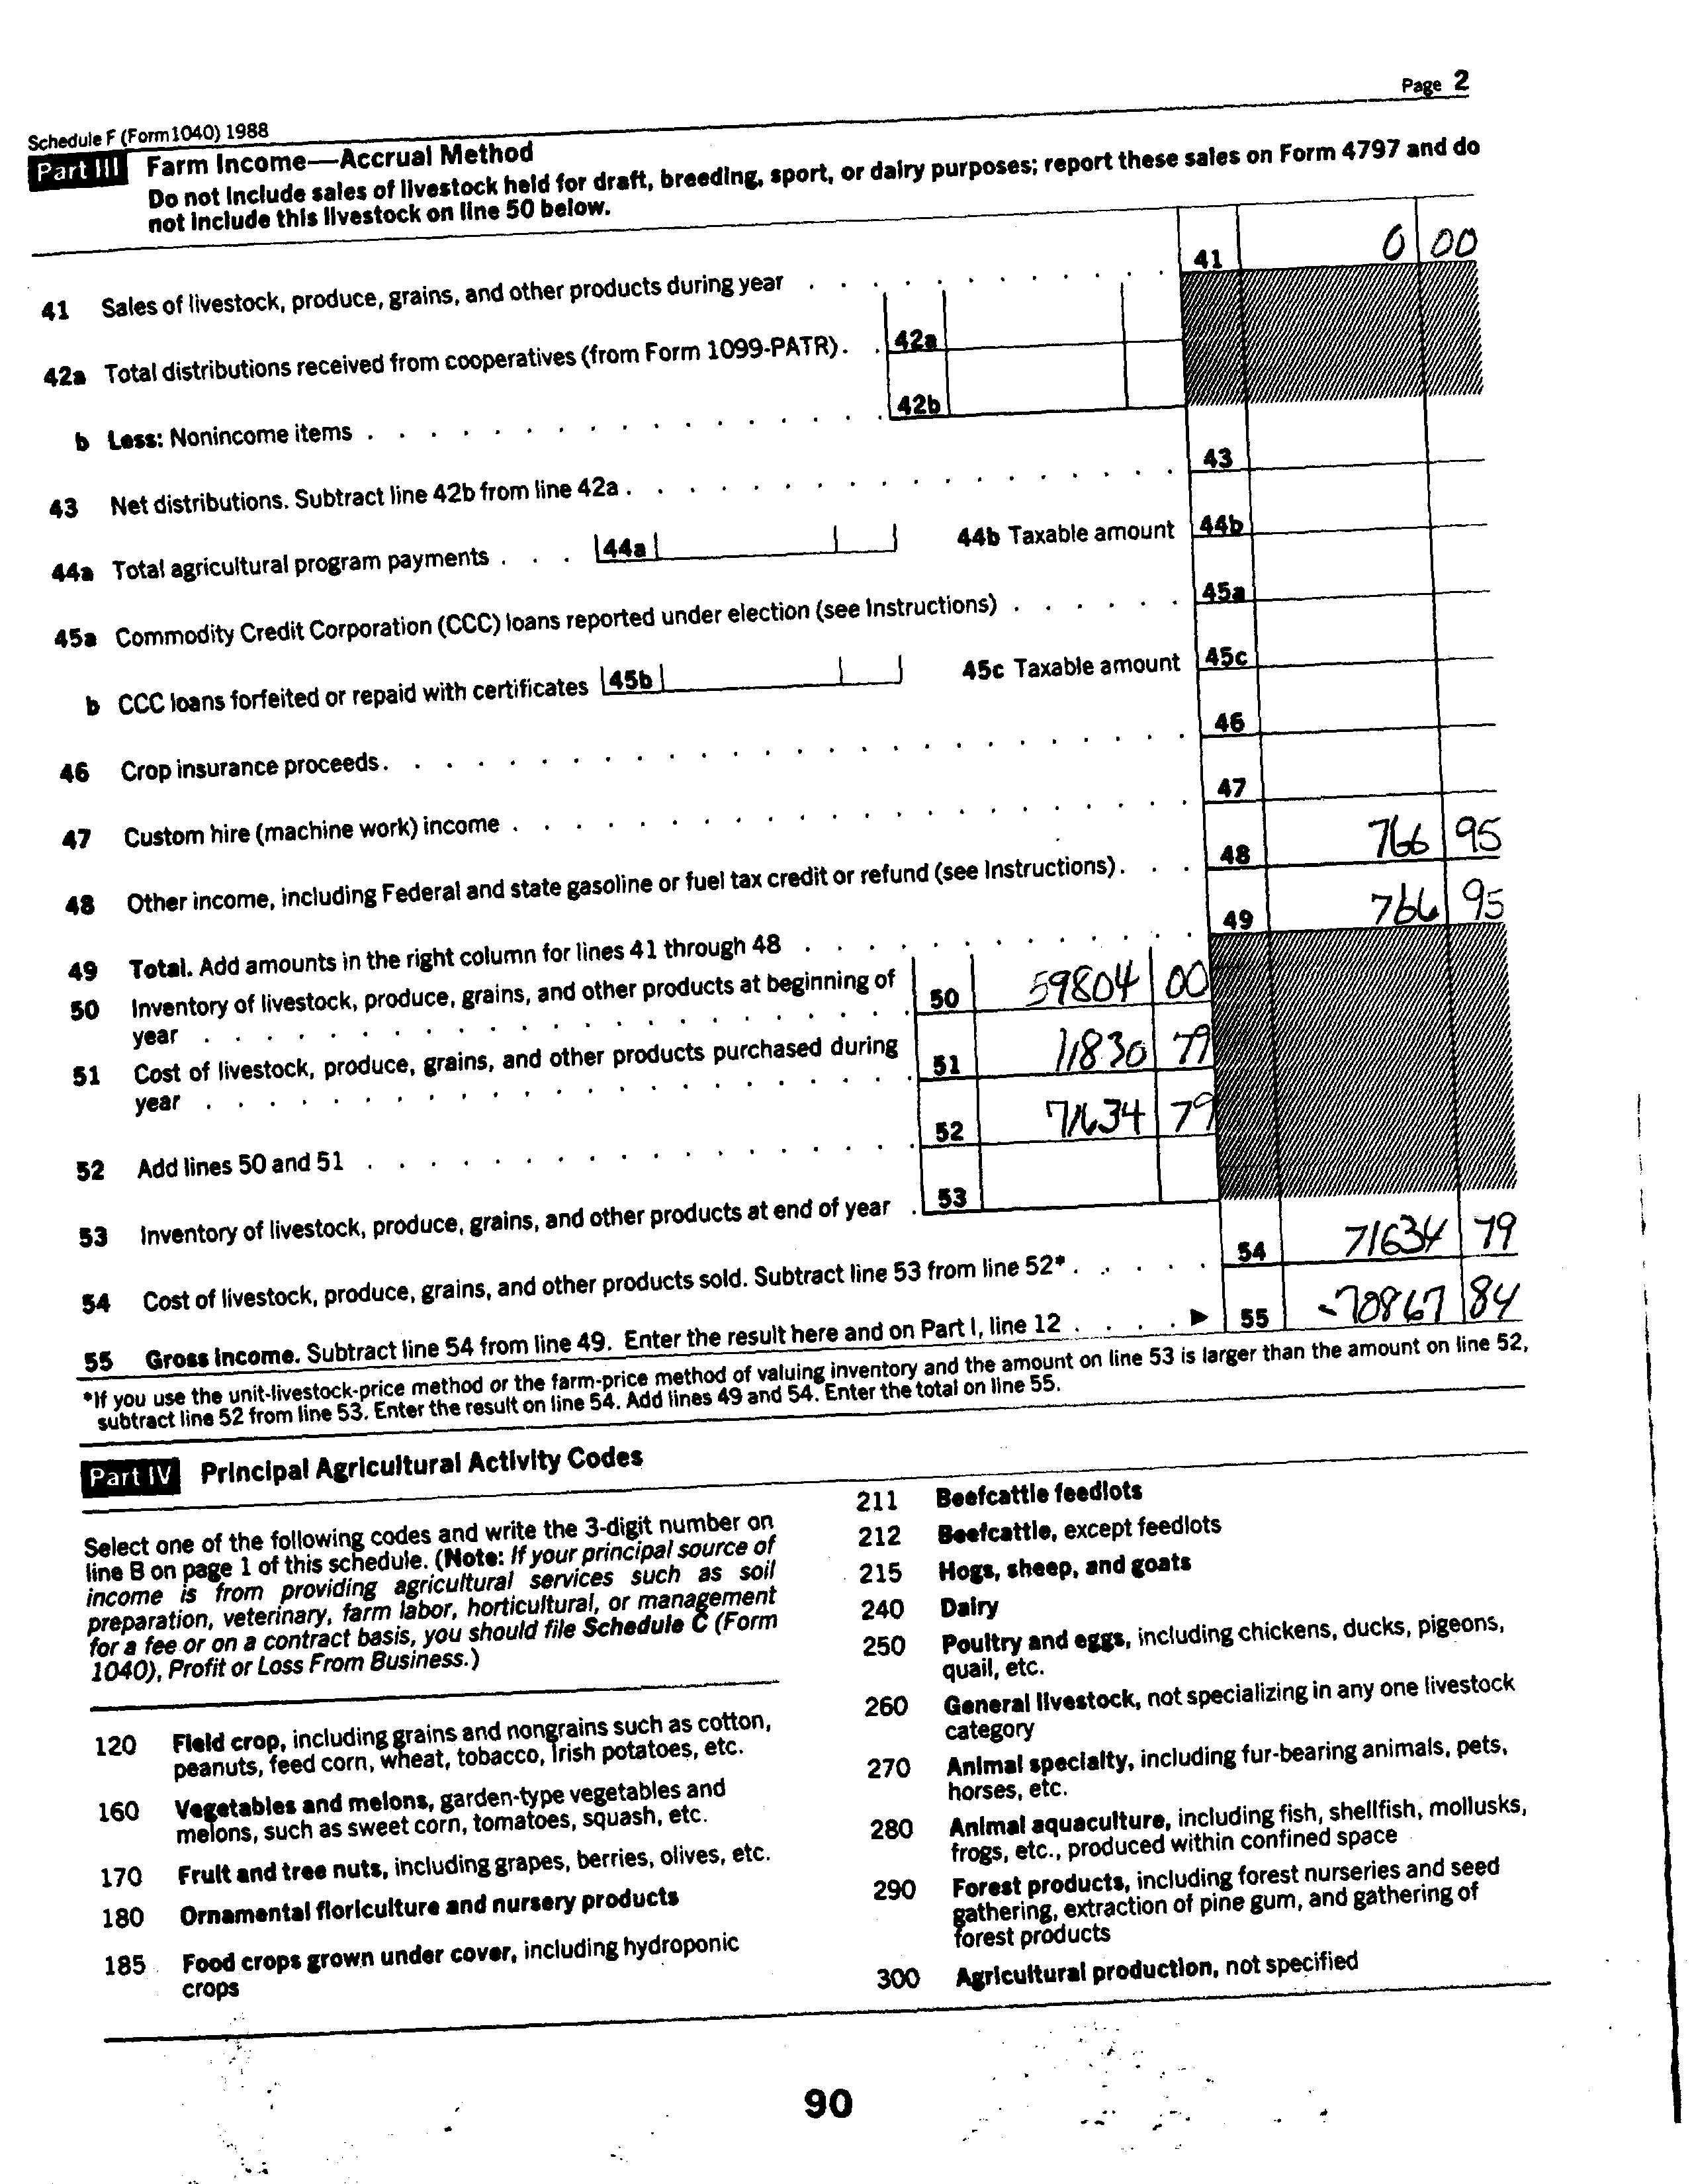 Page 2
Schedule F (Form 1040) 1988
Part III Farm Income—Accrual Method
Do not include sales of livestock held for draft, breeding, sport, or dairy purposes; report these sales on Form 4797 and do
not include this livestock on line 50 below.
41 Sales of livestock, produce, grains, and other products during year . . . . . . . . . . . . 41 0 00
42a Total distributions received from cooperatives (from Form 1099-PATR) . . 42a
b Less: Nonincome items . . . . . . . . . . . . . . . . . 42b
43 Net distributions. Subtract line 42b from line 42a . . . . . . . . . . . . . . . . . . 43
44a Total agricultural program payments . . . 44a 44b Taxable amount 44b
45a Commodity Credit Corporation (CCC) loans reported under election (see Instructions) . . . . . . 45a
b CCC loans forfeited or repaid with certificates 45b 45c Taxable amount 45c
46 Crop insurance proceeds . . . . . . . . . . . . . . . . . . . . . . . . . . 46
47 Custom hire (machine work) income . . . . . . . . . . . . . . . . . . . . . . 47
48 Other income, including Federal and state gasoline or fuel tax credit or refund (see Instructions) . . . 48 766 95
49 Total. Add amounts in the right column for lines 41 through 48 . . . . . . . . . . . . . 49 766 95
50 Inventory of livestock, produce, grains, and other products at beginning of
year . . . . . . . . . . . . . . . . . . . . . . . 50 59804 00
51 Cost of livestock, produce, grains, and other products purchased during
year . . . . . . . . . . . . . . . . . . . . . . . 51 11830 79
52 Add lines 50 and 51 . . . . . . . . . . . . . . . . . . 52 71634 79
53 Inventory of livestock, produce, grains, and other products at end of year . 53
54 Cost of livestock, produce, grains, and other products sold. Subtract line 53 from line 52* . . . . . 54 71634 79
55 Gross income. Subtract line 54 from line 49. Enter the result here and on Part I, line 12 . . . . ▶ 55 -70867 84
*If you use the unit-livestock-price method or the farm-price method of valuing inventory and the amount on line 53 is larger than the amount on line 52,
subtract line 52 from line 53. Enter the result on line 54. Add lines 49 and 54. Enter the total on line 55.
Part IV Principal Agricultural Activity Codes
Select one of the following codes and write the 3-digit number on
line B on page 1 of this schedule. (Note: If your principal source of
income is from providing agricultural services such as soil
preparation, veterinary, farm labor, horticultural, or management
for a fee or on a contract basis, you should file Schedule C (Form
1040), Profit or Loss From Business.)
120 Field crop, including grains and nongrains such as cotton,
peanuts, feed corn, wheat, tobacco, Irish potatoes, etc.
160 Vegetables and melons, garden-type vegetables and
melons, such as sweet corn, tomatoes, squash, etc.
170 Fruit and tree nuts, including grapes, berries, olives, etc.
180 Ornamental floriculture and nursery products
185 Food crops grown under cover, including hydroponic
crops
211 Beefcattle feedlots
212 Beefcattle, except feedlots
215 Hogs, sheep, and goats
240 Dairy
250 Poultry and eggs, including chickens, ducks, pigeons,
quail, etc.
260 General livestock, not specializing in any one livestock
category
270 Animal specialty, including fur-bearing animals, pets,
horses, etc.
280 Animal aquaculture, including fish, shellfish, mollusks,
frogs, etc., produced within confined space
290 Forest products, including forest nurseries and seed
gathering, extraction of pine gum, and gathering of
forest products
300 Agricultural production, not specified
90